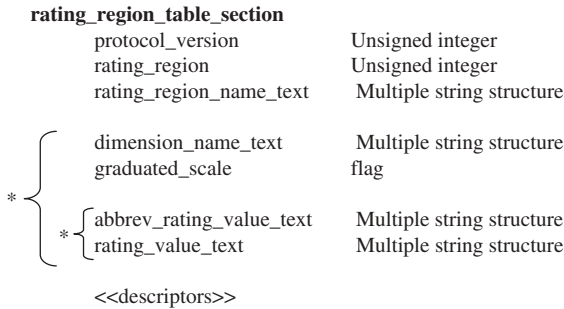 rating_region_table_section
protocol_version Unsigned integer
rating_region Unsigned integer
rating_region_name_text Multiple string structure
dimension_name_text Multiple string structure
graduated_scale flag
*
abbrev_rating_value_text Multiple string structure
*
rating_value_text Multiple string structure
<<descriptors>>